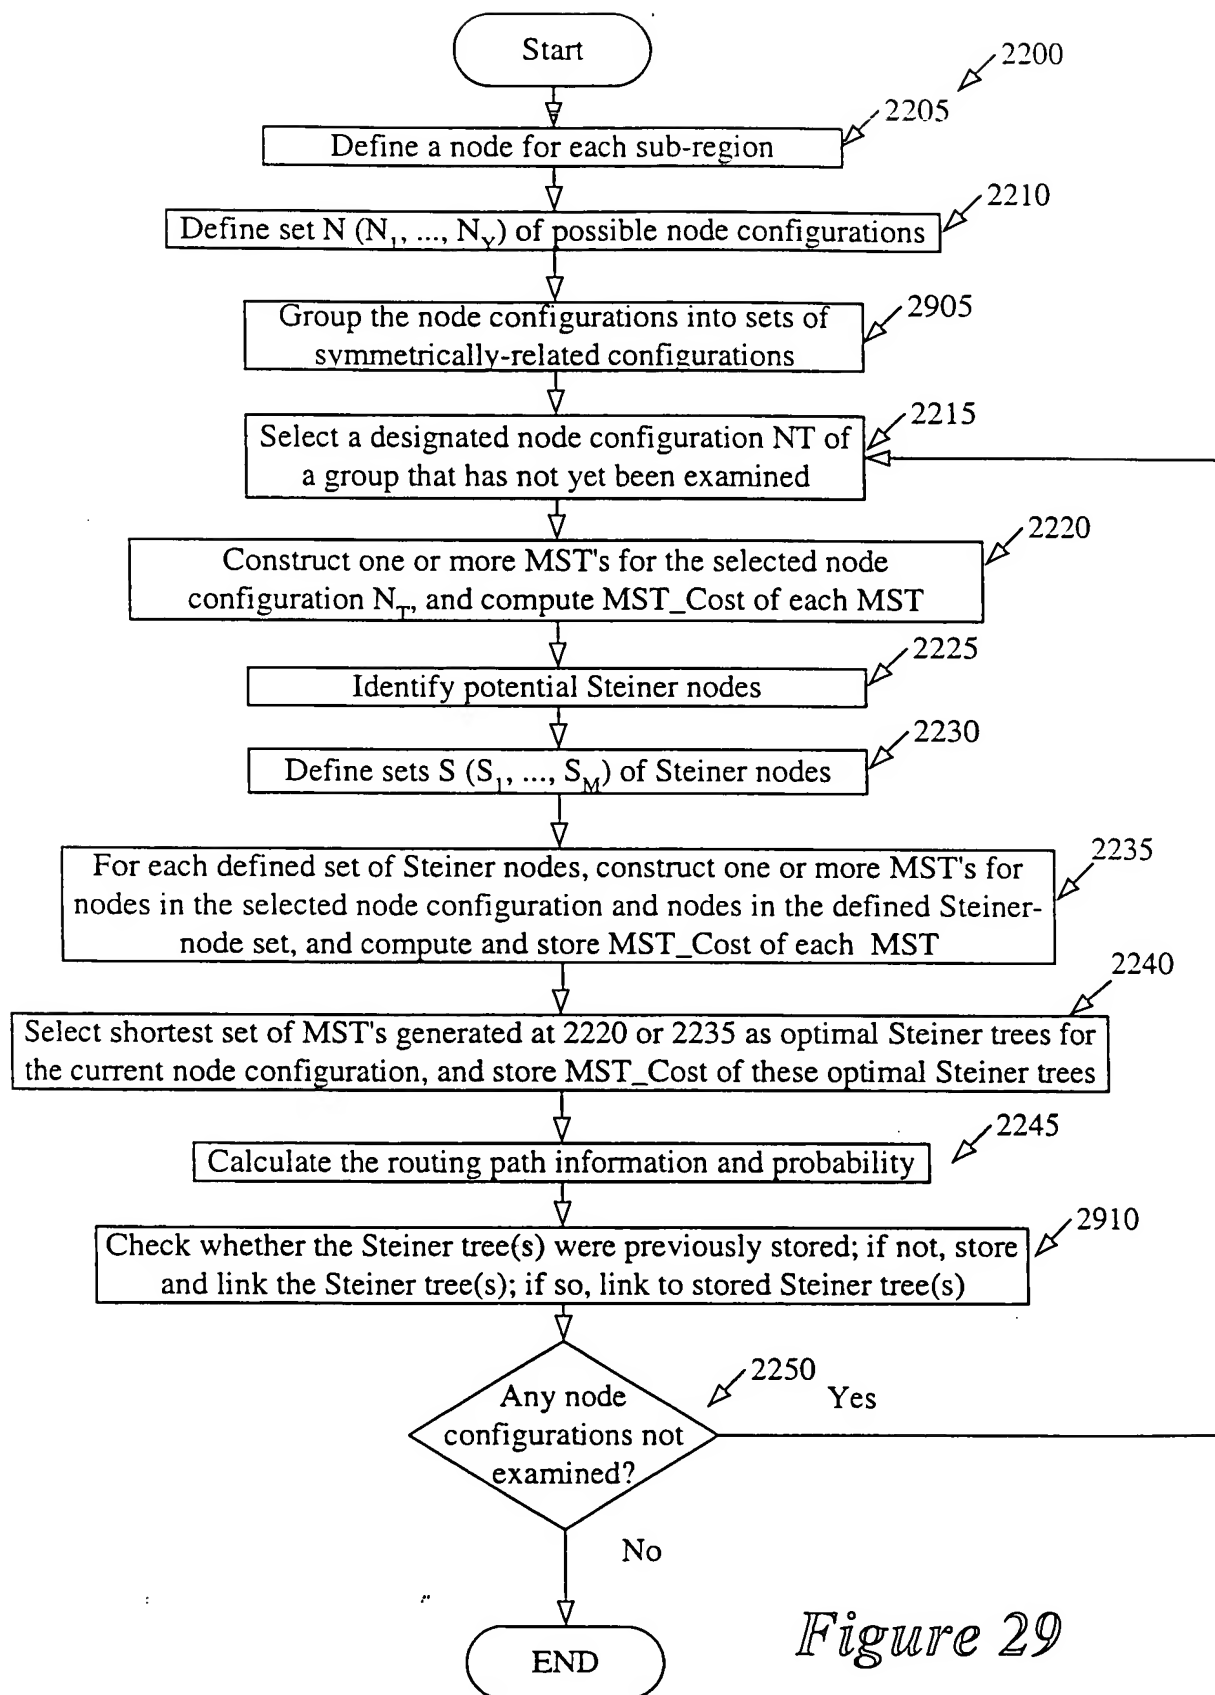 Start
2200
2205
Define a node for each sub-region
2210
Define set N (N1, ..., NY) of possible node configurations
2905
Group the node configurations into sets of
symmetrically-related configurations
2215
Select a designated node configuration NT of
a group that has not yet been examined
2220
Construct one or more MST's for the selected node
configuration NT, and compute MST_Cost of each MST
2225
Identify potential Steiner nodes
2230
Define sets S (S1, ..., SM) of Steiner nodes
2235
For each defined set of Steiner nodes, construct one or more MST's for
nodes in the selected node configuration and nodes in the defined Steiner-
node set, and compute and store MST_Cost of each MST
2240
Select shortest set of MST's generated at 2220 or 2235 as optimal Steiner trees for
the current node configuration, and store MST_Cost of these optimal Steiner trees
2245
Calculate the routing path information and probability
2910
Check whether the Steiner tree(s) were previously stored; if not, store
and link the Steiner tree(s); if so, link to stored Steiner tree(s)
2250
Yes
Any node
configurations not
examined?
No
END
Figure 29